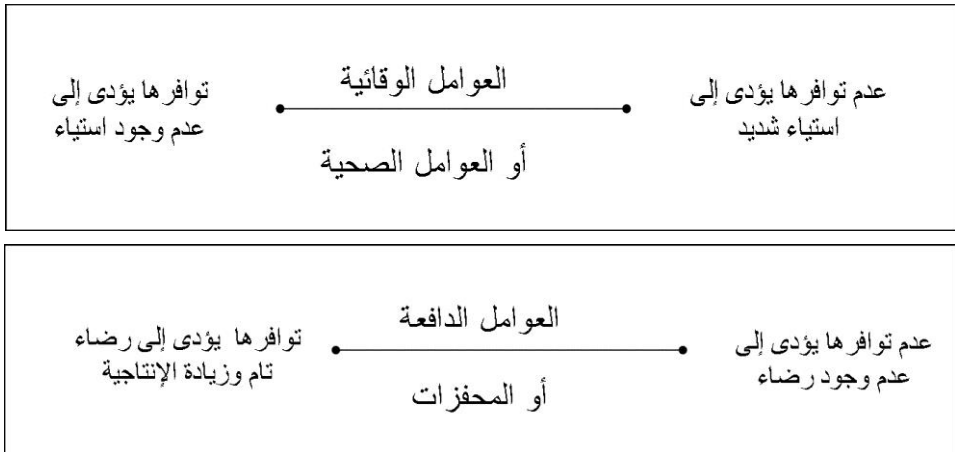 عدم توافرها يؤدى إلى
استياء شديد
العوامل الوقائية
أو العوامل الصحية
توافرها يؤدى إلى
عدم وجود استياء
عدم توافرها يؤدى إلى
عدم وجود رضاء
العوامل الدافعة
أو المحفزات
توافرها يؤدى إلى رضاء
تام وزيادة الإنتاجية